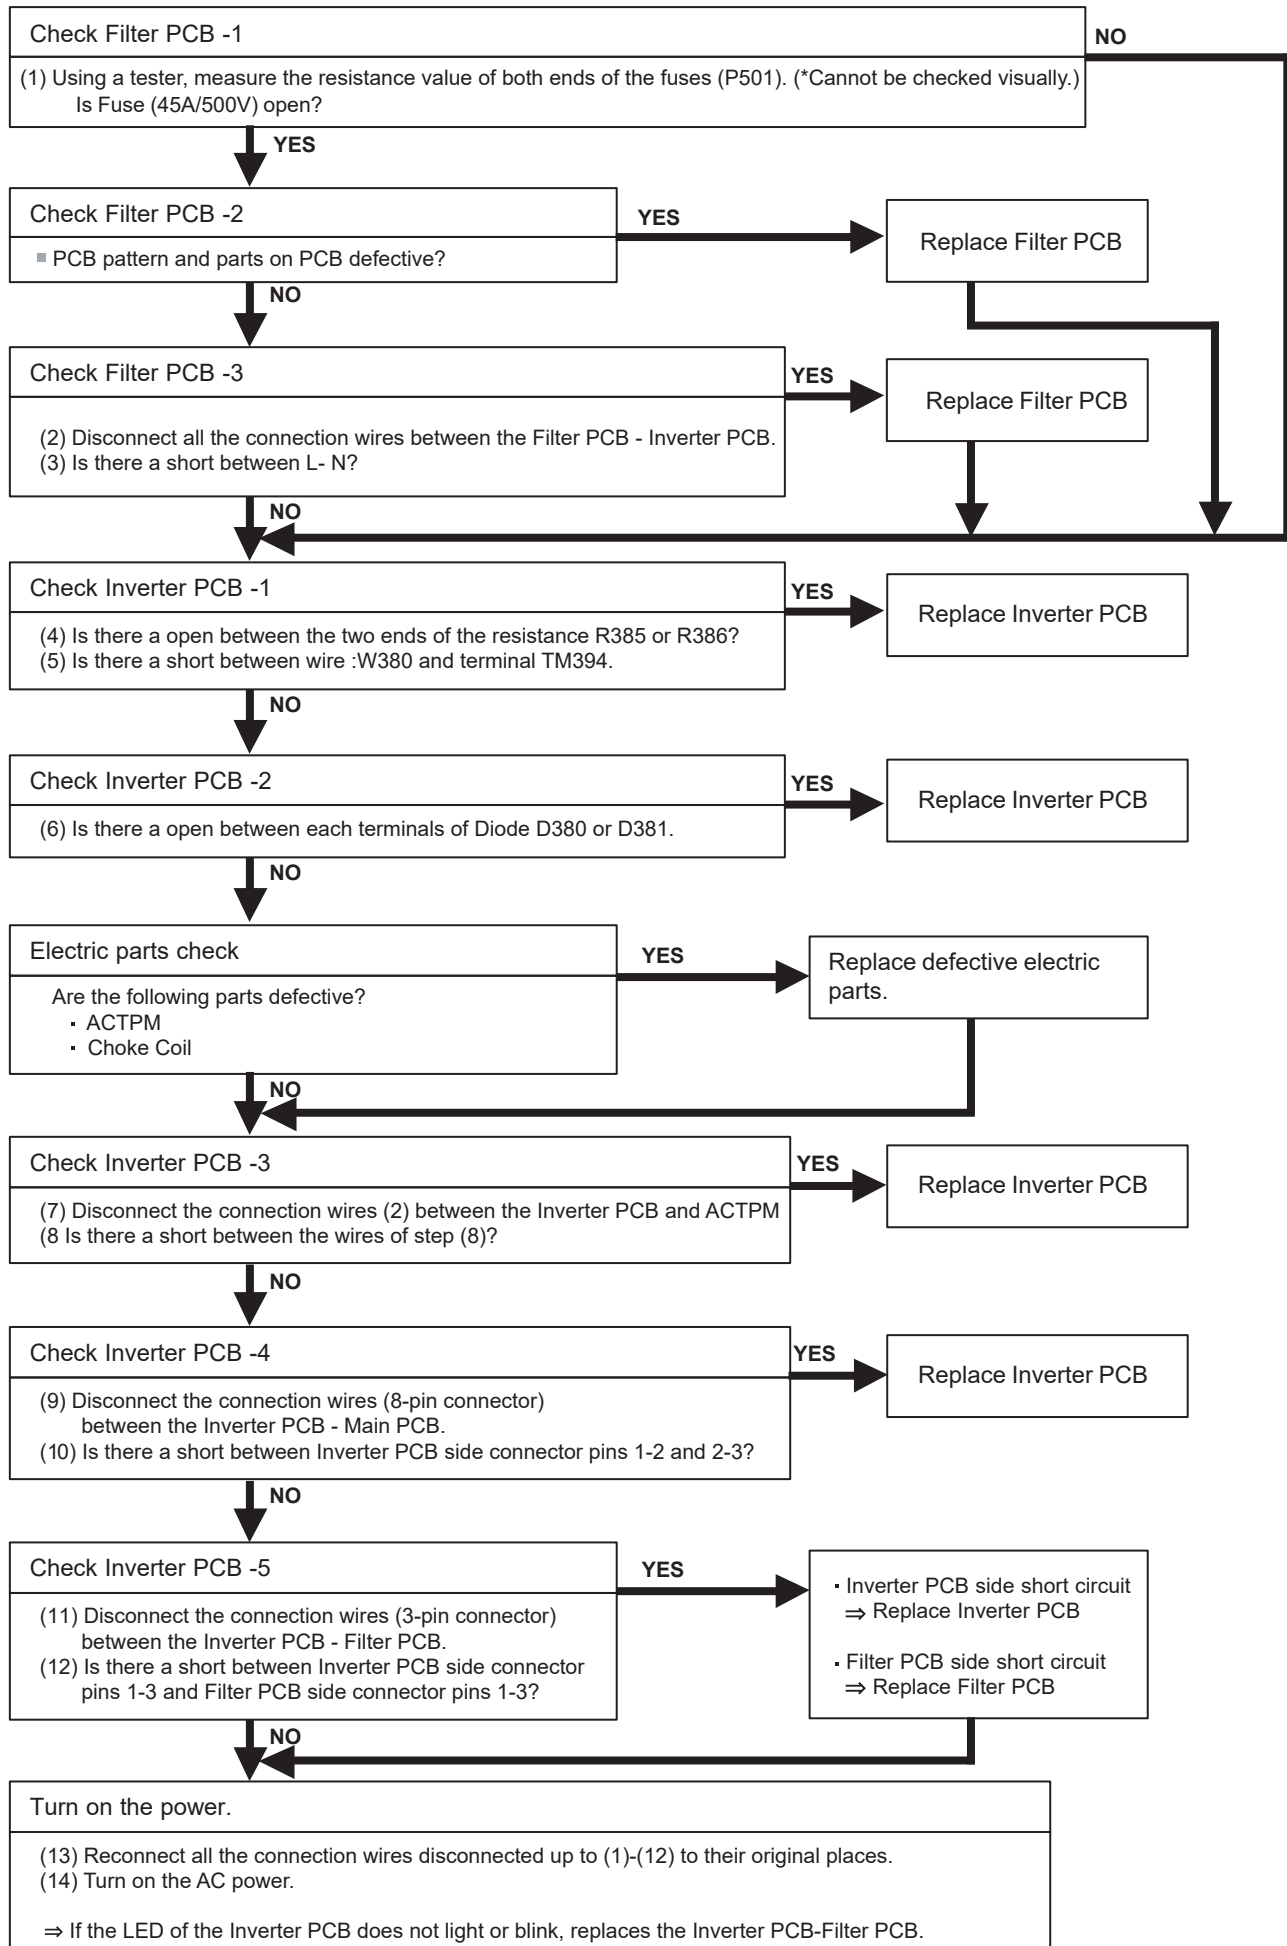 Check Filter PCB -1
NO
(1) Using a tester, measure the resistance value of both ends of the fuses (P501). (*Cannot be checked visually.)
Is Fuse (45A/500V) open?
YES
Check Filter PCB -2
YES
Replace Filter PCB
■ PCB pattern and parts on PCB defective?
NO
Check Filter PCB -3
YES
Replace Filter PCB
(2) Disconnect all the connection wires between the Filter PCB - Inverter PCB.
(3) Is there a short between L- N?
NO
Check Inverter PCB -1
YES
Replace Inverter PCB
(4) Is there a open between the two ends of the resistance R385 or R386?
(5) Is there a short between wire :W380 and terminal TM394.
NO
Check Inverter PCB -2
YES
Replace Inverter PCB
(6) Is there a open between each terminals of Diode D380 or D381.
NO
Electric parts check
YES
Replace defective electric
parts.
Are the following parts defective?
・ ACTPM
・ Choke Coil
NO
Check Inverter PCB -3
YES
Replace Inverter PCB
(7) Disconnect the connection wires (2) between the Inverter PCB and ACTPM
(8 Is there a short between the wires of step (8)?
NO
Check Inverter PCB -4
YES
Replace Inverter PCB
(9) Disconnect the connection wires (8-pin connector)
between the Inverter PCB - Main PCB.
(10) Is there a short between Inverter PCB side connector pins 1-2 and 2-3?
NO
Check Inverter PCB -5
YES
(11) Disconnect the connection wires (3-pin connector)
between the Inverter PCB - Filter PCB.
(12) Is there a short between Inverter PCB side connector
pins 1-3 and Filter PCB side connector pins 1-3?
・ Inverter PCB side short circuit
⇒ Replace Inverter PCB
・ Filter PCB side short circuit
⇒ Replace Filter PCB
NO
Turn on the power.
(13) Reconnect all the connection wires disconnected up to (1)-(12) to their original places.
(14) Turn on the AC power.
⇒ If the LED of the Inverter PCB does not light or blink, replaces the Inverter PCB-Filter PCB.